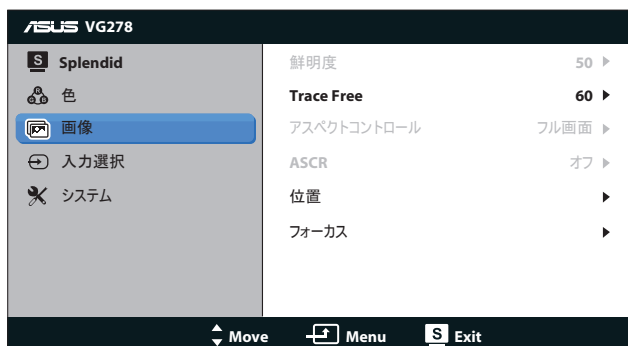 ASUS VG278
S Splendid
色
画像
入力選択
システム
鮮明度 50
Trace Free 60
アスペクトコントロール フル画面
ASCR オフ
位置
フォーカス
Move Menu S Exit